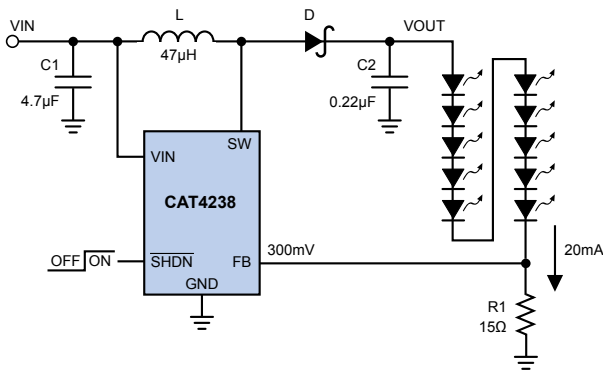 VIN
L
D
VOUT
47µH
C1
4.7µF
C2
0.22µF
SW
VIN
CAT4238
OFF ON
SHDN
FB
300mV
GND
20mA
R1
15Ω